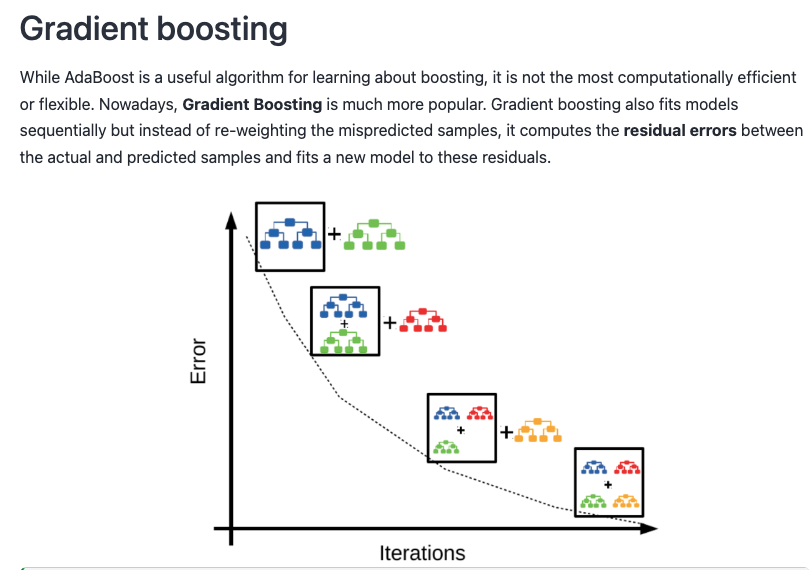 Gradient boosting
While AdaBoost is a useful algorithm for learning about boosting, it is not the most computationally efficient
or flexible. Nowadays, Gradient Boosting is much more popular. Gradient boosting also fits models
sequentially but instead of re-weighting the mispredicted samples, it computes the residual errors between
the actual and predicted samples and fits a new model to these residuals.
+
+
+
+
+
+
Error
Iterations